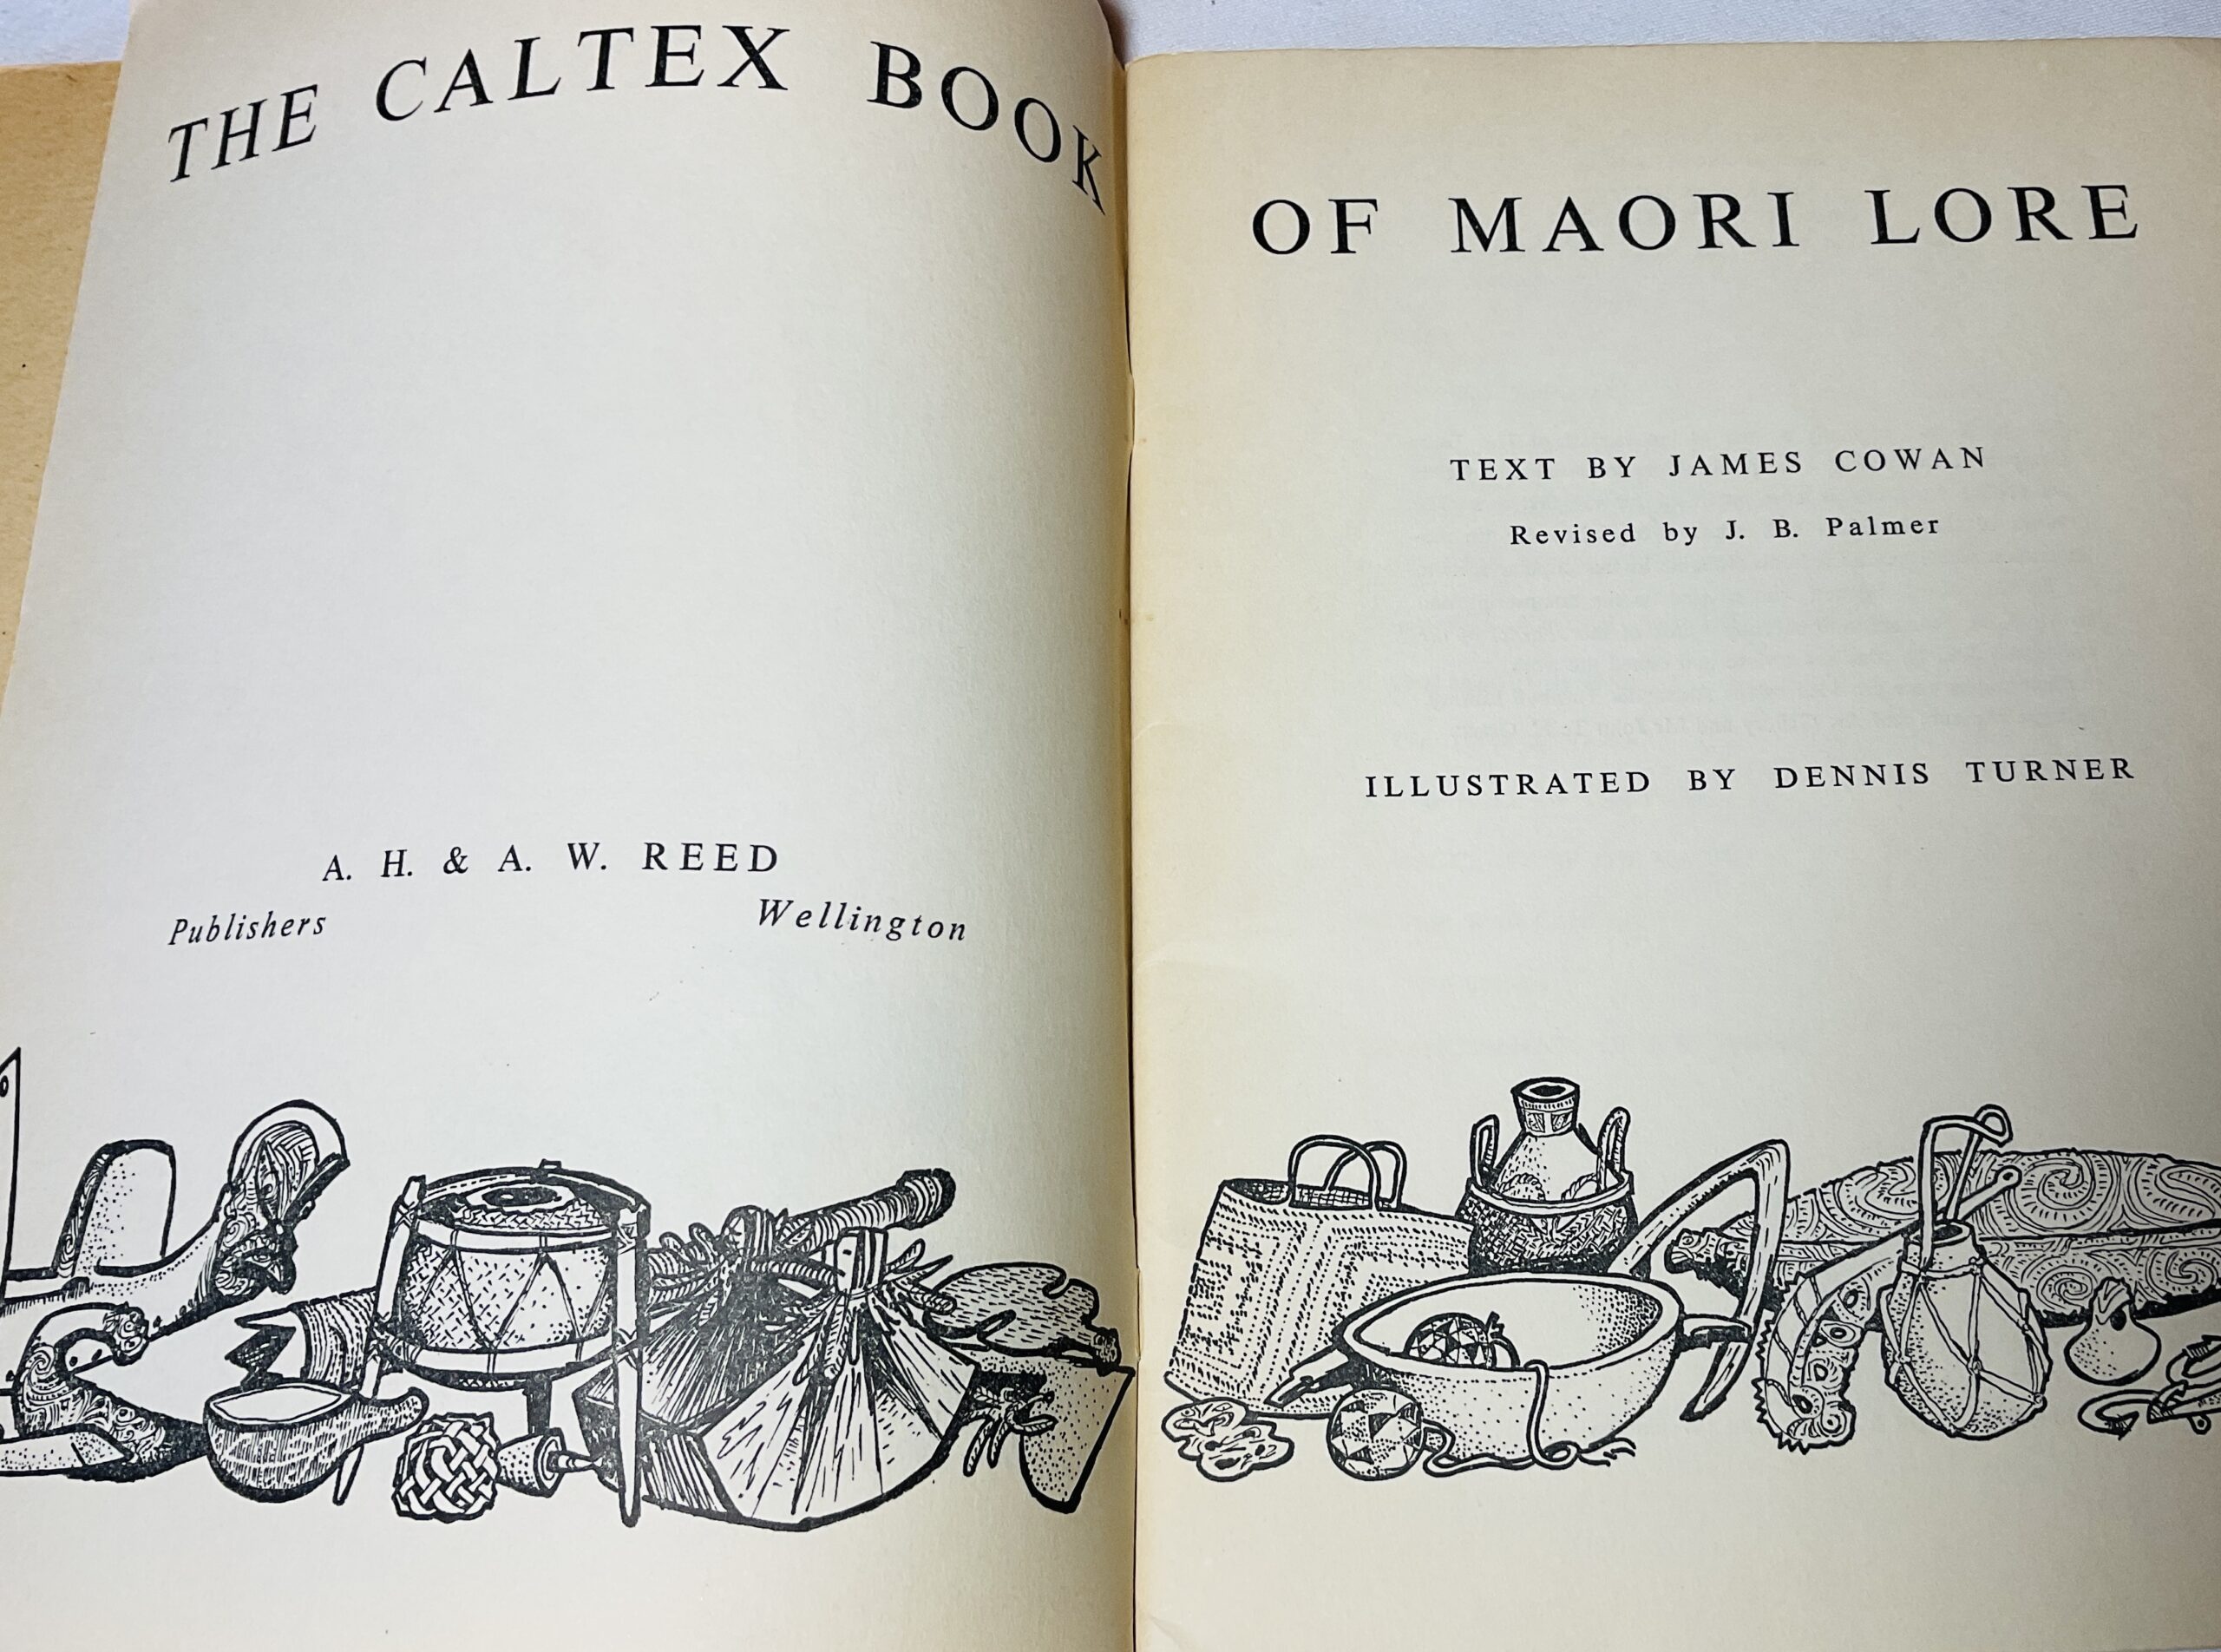 THE CALTEX BOOK
A. H. & A. W. REED
Publishers Wellington
OF MAORI LORE
TEXT BY JAMES COWAN
Revised by J. B. Palmer
ILLUSTRATED BY DENNIS TURNER